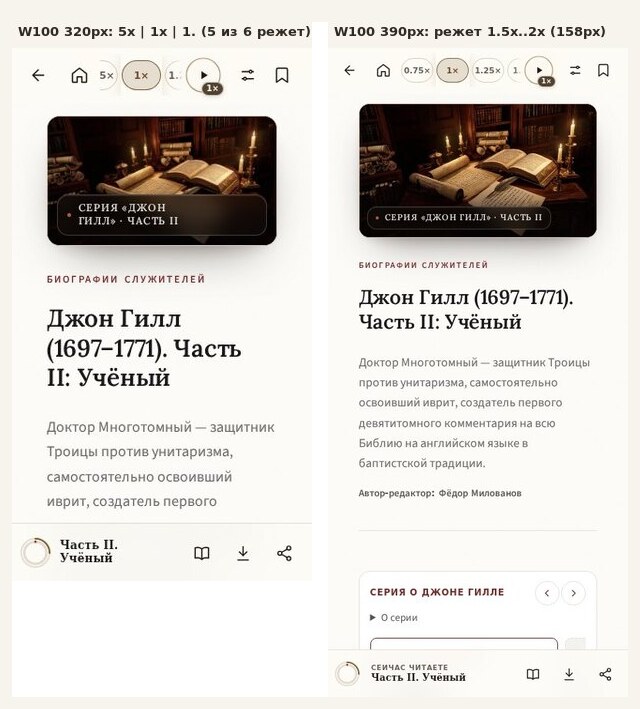 W100 320px: 5x | 1x | 1. (5 из 6 режет)
5×
1×
1.
1×
СЕРИЯ «ДЖОН
ГИЛЛ» · ЧАСТЬ II
БИОГРАФИИ СЛУЖИТЕЛЕЙ
Джон Гилл
(1697–1771). Часть
II: Учёный
Доктор Многотомный — защитник
Троицы против унитаризма,
самостоятельно освоивший
иврит, создатель первого
Часть II.
Учёный
W100 390px: режет 1.5x..2x (158px)
0.75×
1×
1.25×
1.
1×
СЕРИЯ «ДЖОН ГИЛЛ» · ЧАСТЬ II
БИОГРАФИИ СЛУЖИТЕЛЕЙ
Джон Гилл (1697–1771).
Часть II: Учёный
Доктор Многотомный — защитник Троицы
против унитаризма, самостоятельно
освоивший иврит, создатель первого
девятитомного комментария на всю
Библию на английском языке в
баптистской традиции.
Автор-редактор: Фёдор Милованов
СЕРИЯ О ДЖОНЕ ГИЛЛЕ
О серии
СЕЙЧАС ЧИТАЕТЕ
Часть II. Учёный